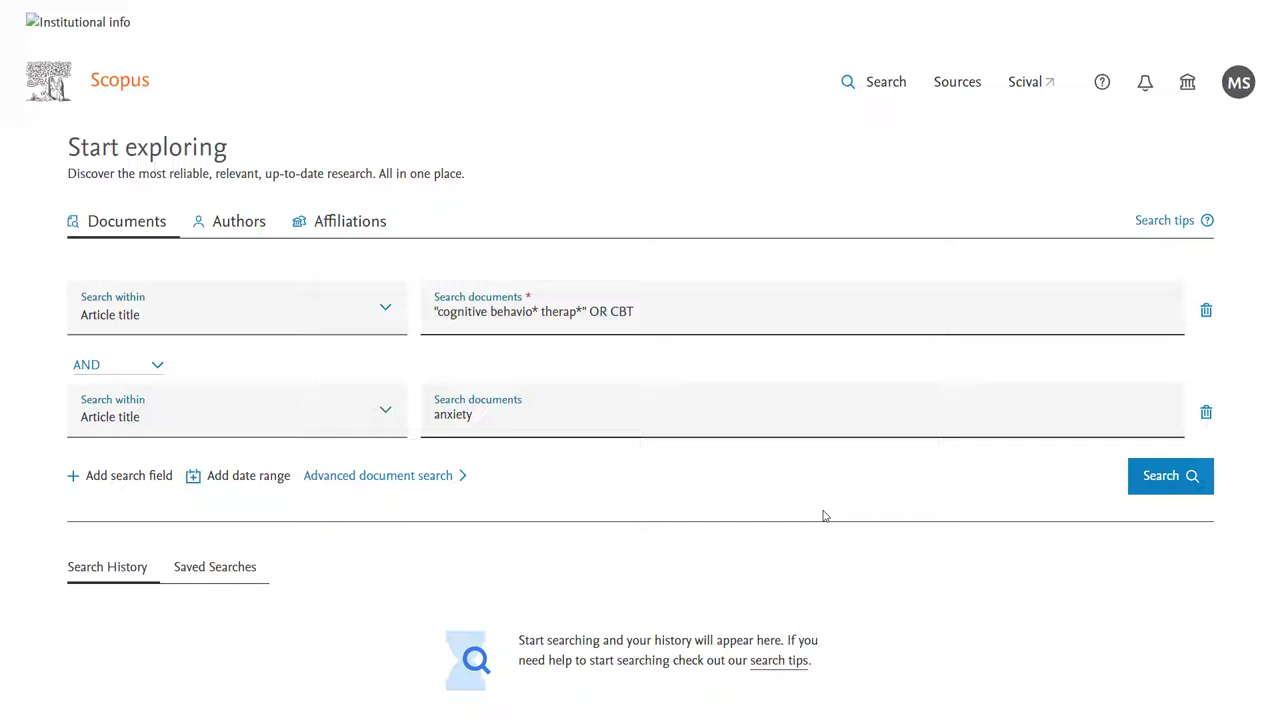 Institutional info
Scopus
Search Sources Scival
MS
Start exploring
Discover the most reliable, relevant, up-to-date research. All in one place.
Documents Authors Affiliations Search tips
Search within
Article title
Search documents *
"cognitive behavio* therap*" OR CBT
AND
Search within
Article title
Search documents
anxiety
Add search field Add date range Advanced document search
Search
Search History Saved Searches
Start searching and your history will appear here. If you
need help to start searching check out our search tips.